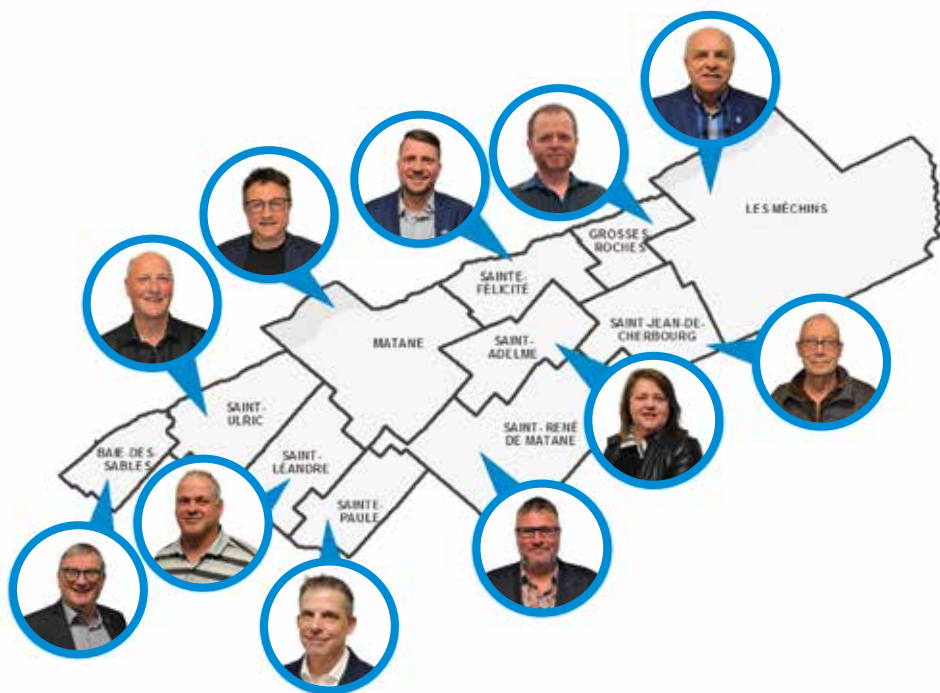 LES MÉCHINS
GROSSES
ROCHES
SAINTE-
FÉLICITÉ
SAINT-JEAN-DE-
CHERBOURG
MATANE
SAINT-
ADELME
SAINT-
ULRIC
SAINT- RENÉ
DE MATANE
BAIE-DES-
SABLES
SAINT-
LÉANDRE
SAINTE-
PAULE